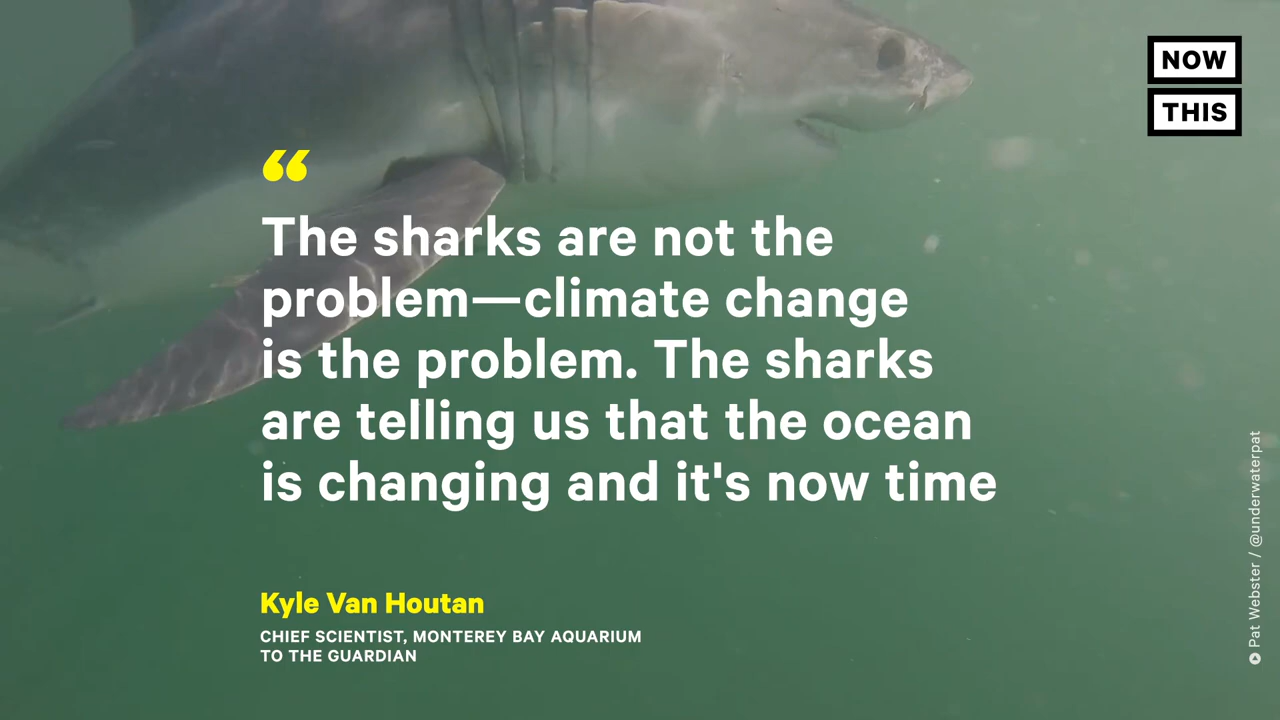 NOW
THIS
“
The sharks are not the
problem—climate change
is the problem. The sharks
are telling us that the ocean
is changing and it's now time
Kyle Van Houtan
CHIEF SCIENTIST, MONTEREY BAY AQUARIUM
TO THE GUARDIAN
Pat Webster / @underwaterpat